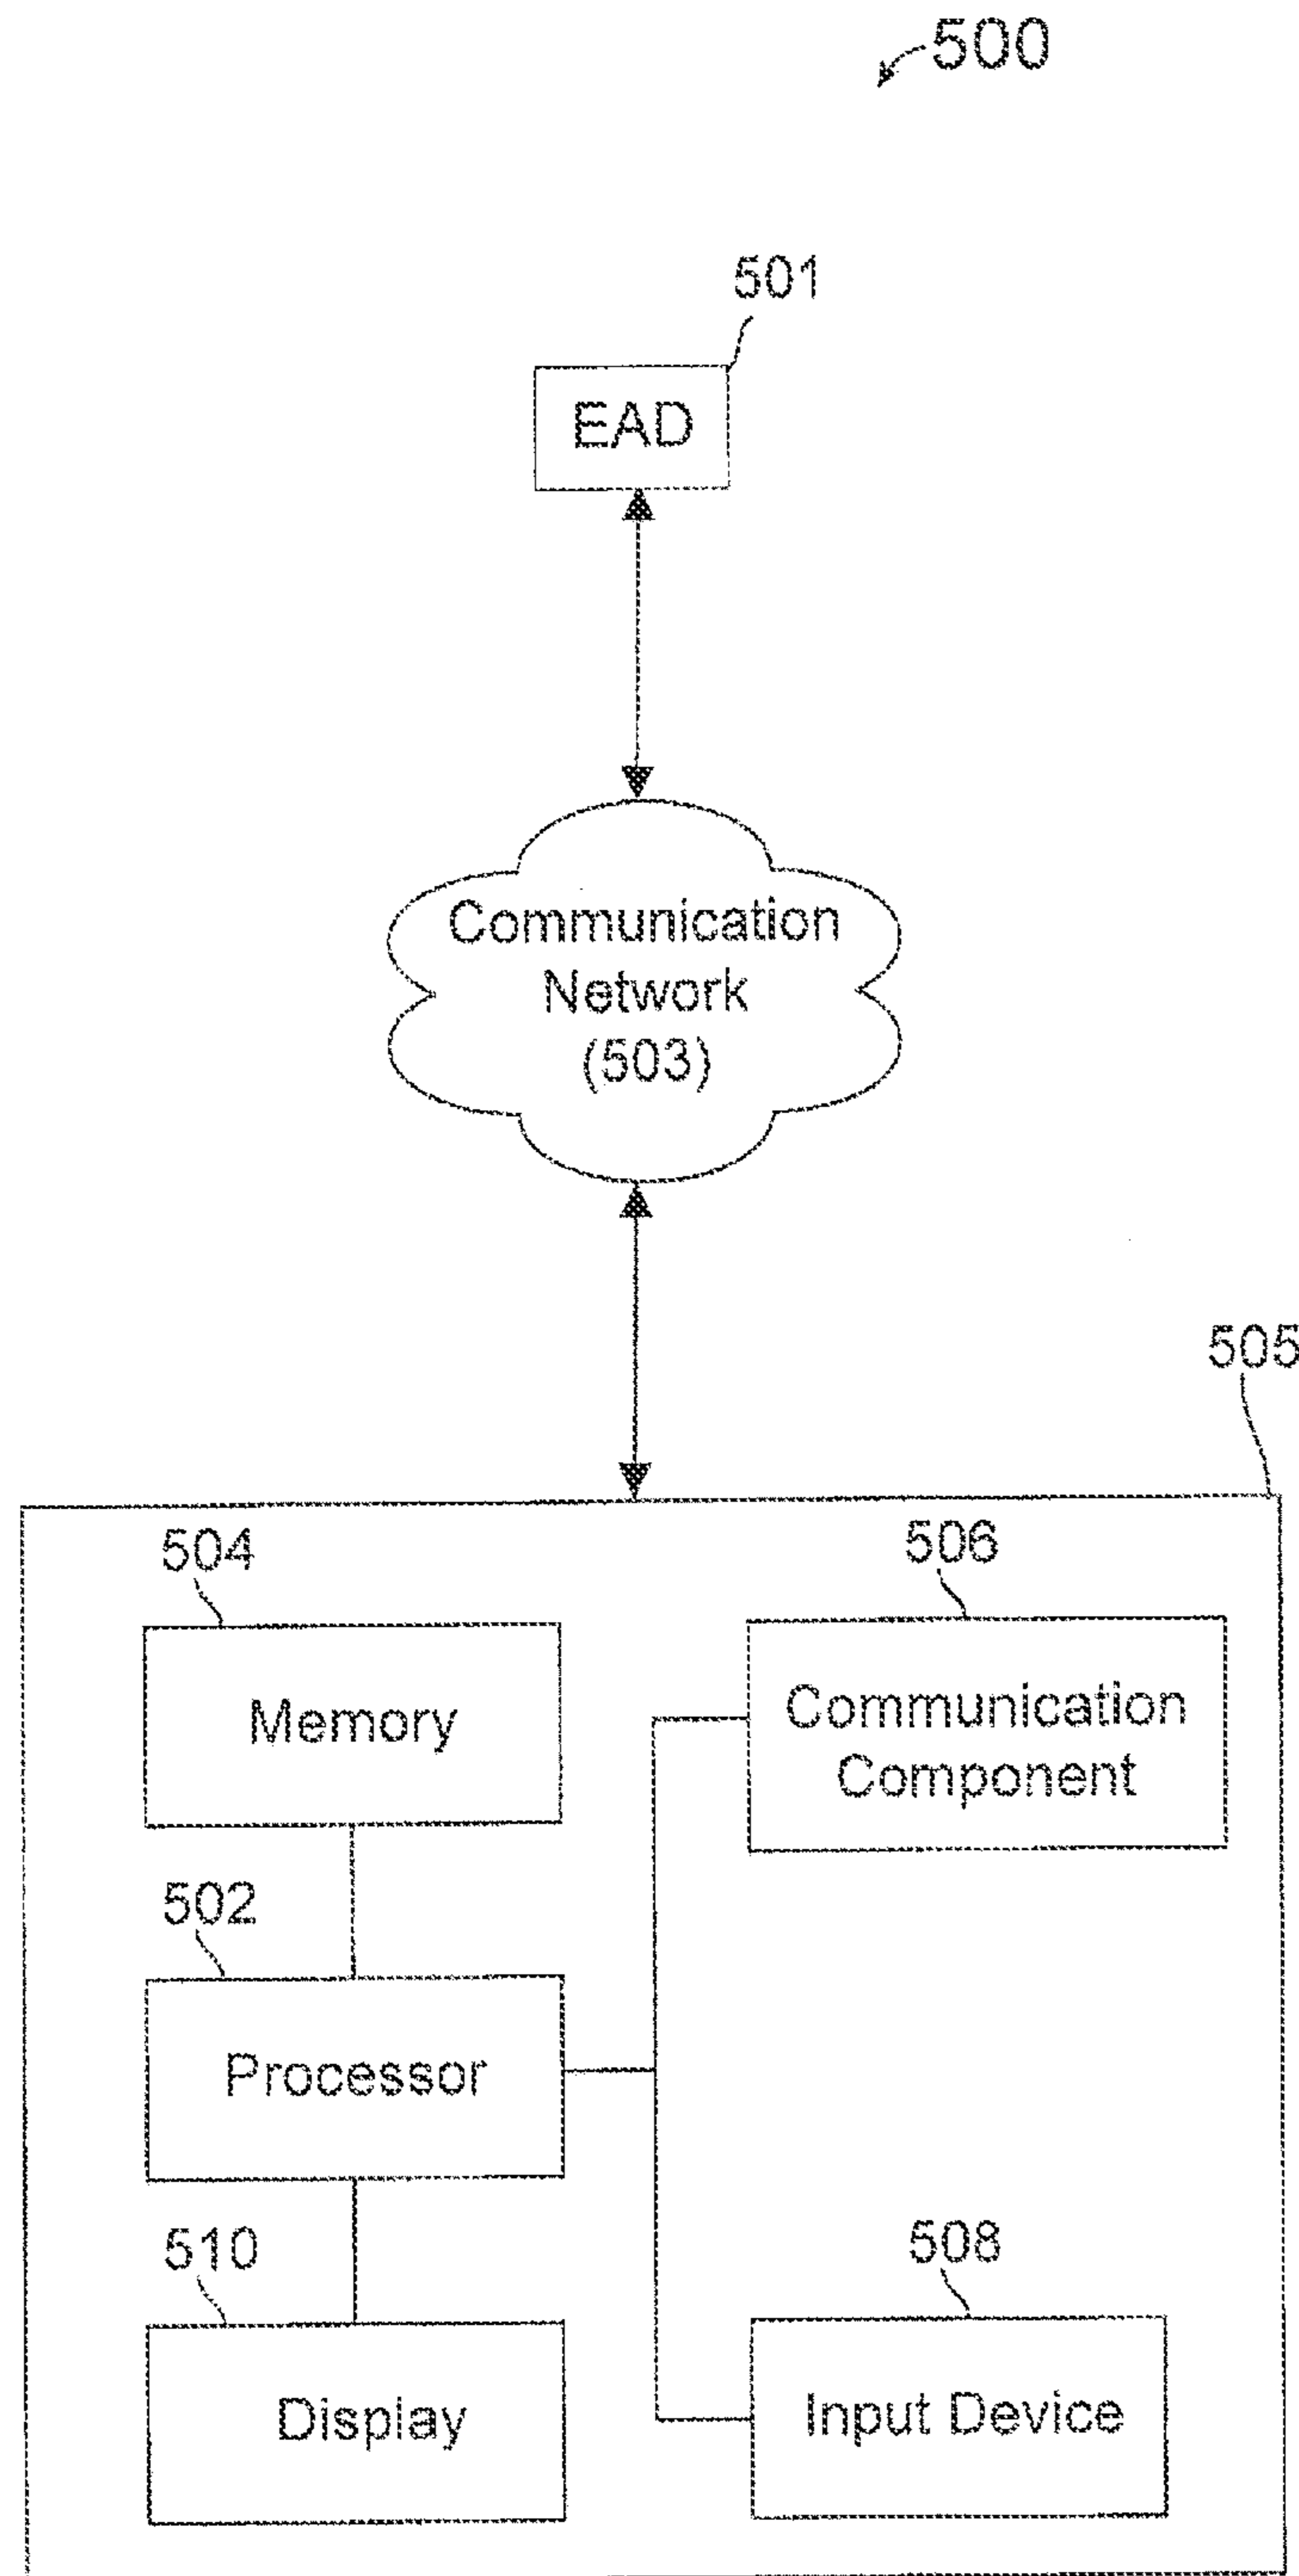 500
501
EAD
Communication
Network
(503)
505
504
506
Memory
Communication
Component
502
Processor
510
508
Display
Input Device